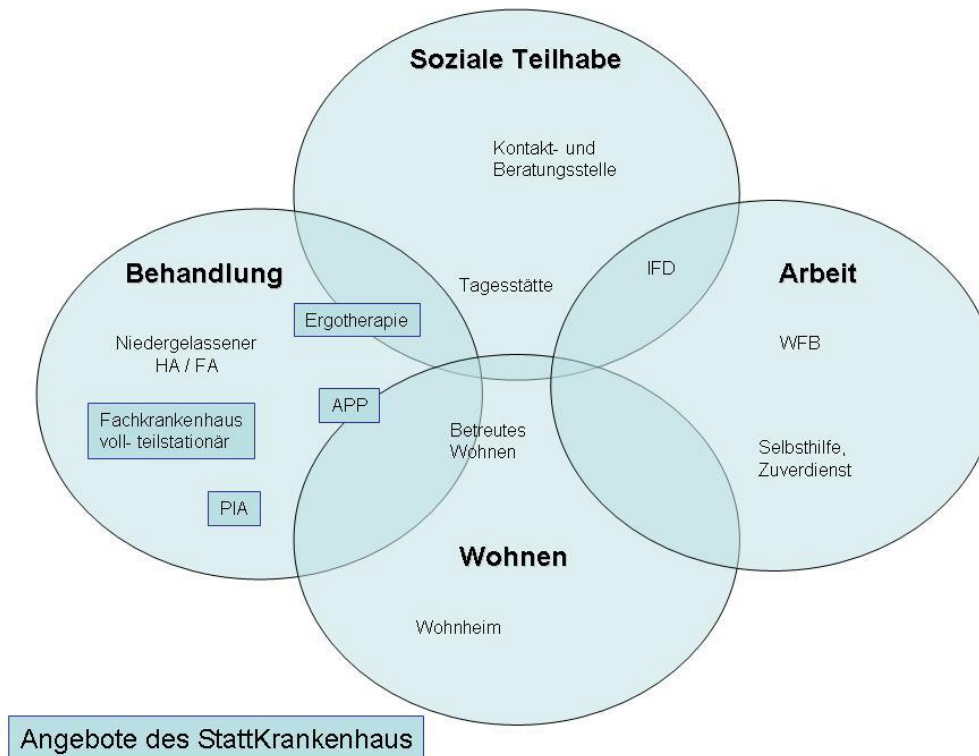 Soziale Teilhabe
Kontakt- und
Beratungsstelle
Behandlung
IFD
Arbeit
Tagesstätte
Ergotherapie
Niedergelassener
HA / FA
WFB
APP
Fachkrankenhaus
voll- teilstationär
Betreutes
Wohnen
Selbsthilfe,
Zuverdienst
PIA
Wohnen
Wohnheim
Angebote des StattKrankenhaus